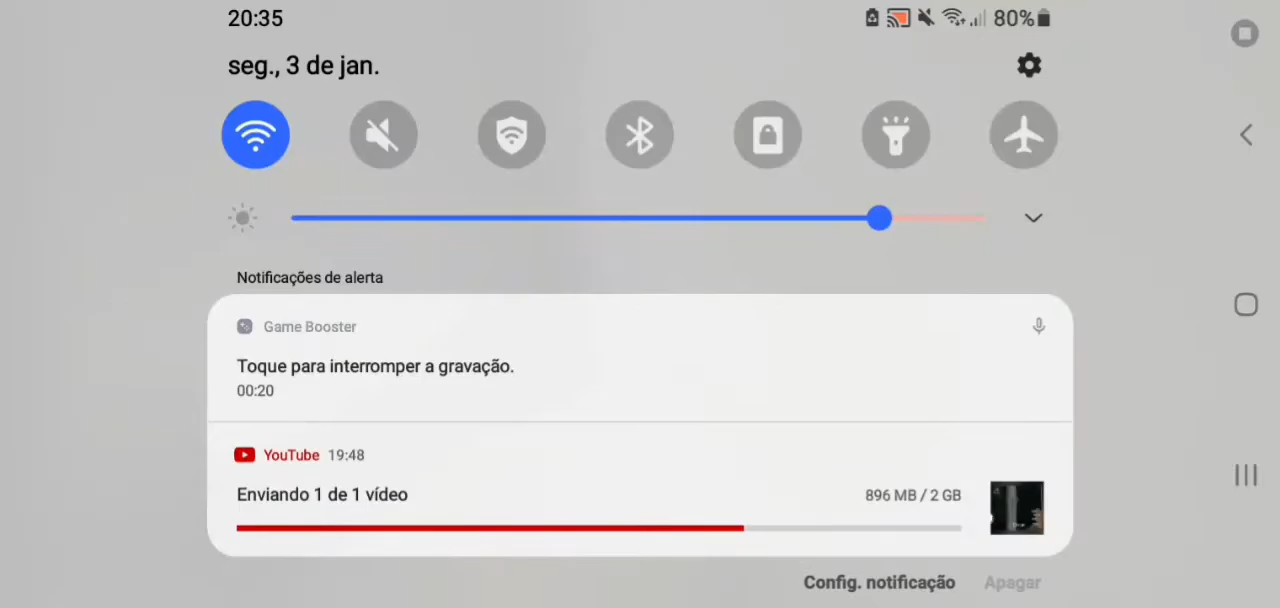 20:35
80%
seg., 3 de jan.
Notificações de alerta
Game Booster
Toque para interromper a gravação.
00:20
YouTube 19:48
Enviando 1 de 1 vídeo
896 MB / 2 GB
Config. notificação
Apagar